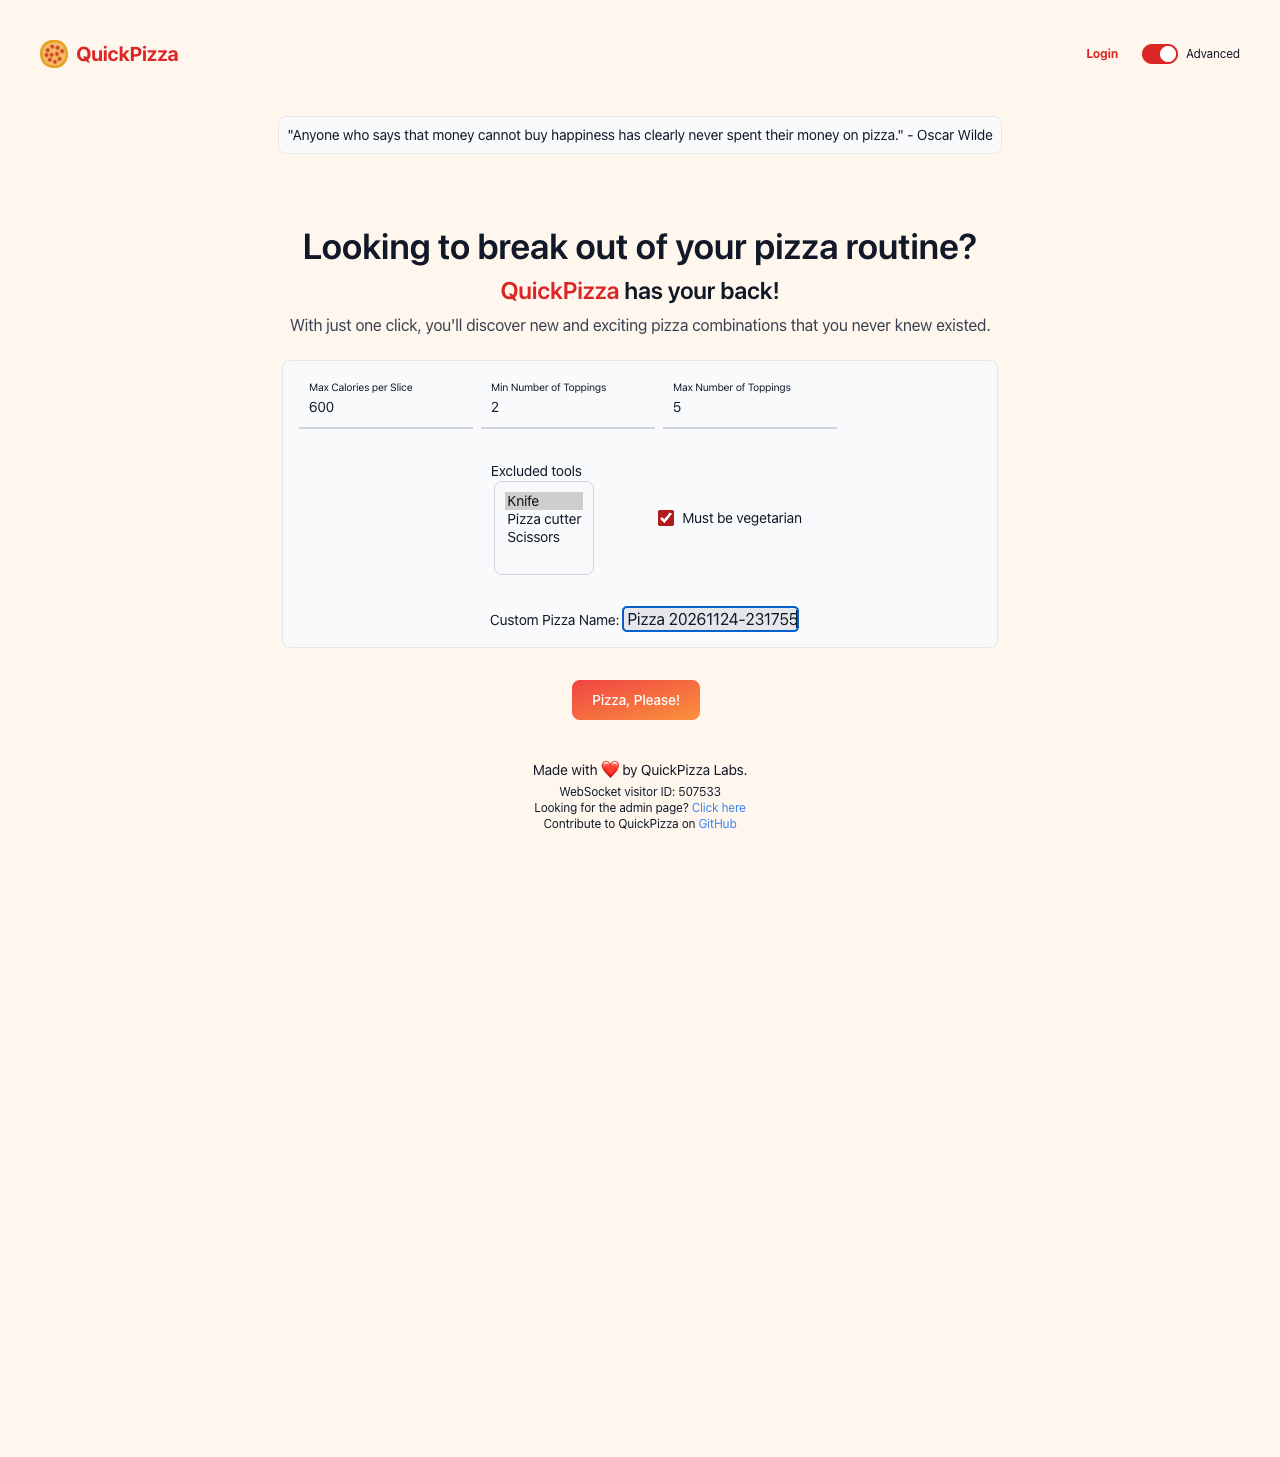 QuickPizza
Login
Advanced
"Anyone who says that money cannot buy happiness has clearly never spent their money on pizza." - Oscar Wilde
Looking to break out of your pizza routine?
QuickPizza has your back!
With just one click, you'll discover new and exciting pizza combinations that you never knew existed.
Max Calories per Slice
600
Min Number of Toppings
2
Max Number of Toppings
5
Excluded tools
Knife
Pizza cutter
Scissors
Must be vegetarian
Custom Pizza Name: Pizza 20261124-231755
Pizza, Please!
Made with ❤️ by QuickPizza Labs.
WebSocket visitor ID: 507533
Looking for the admin page? Click here
Contribute to QuickPizza on GitHub